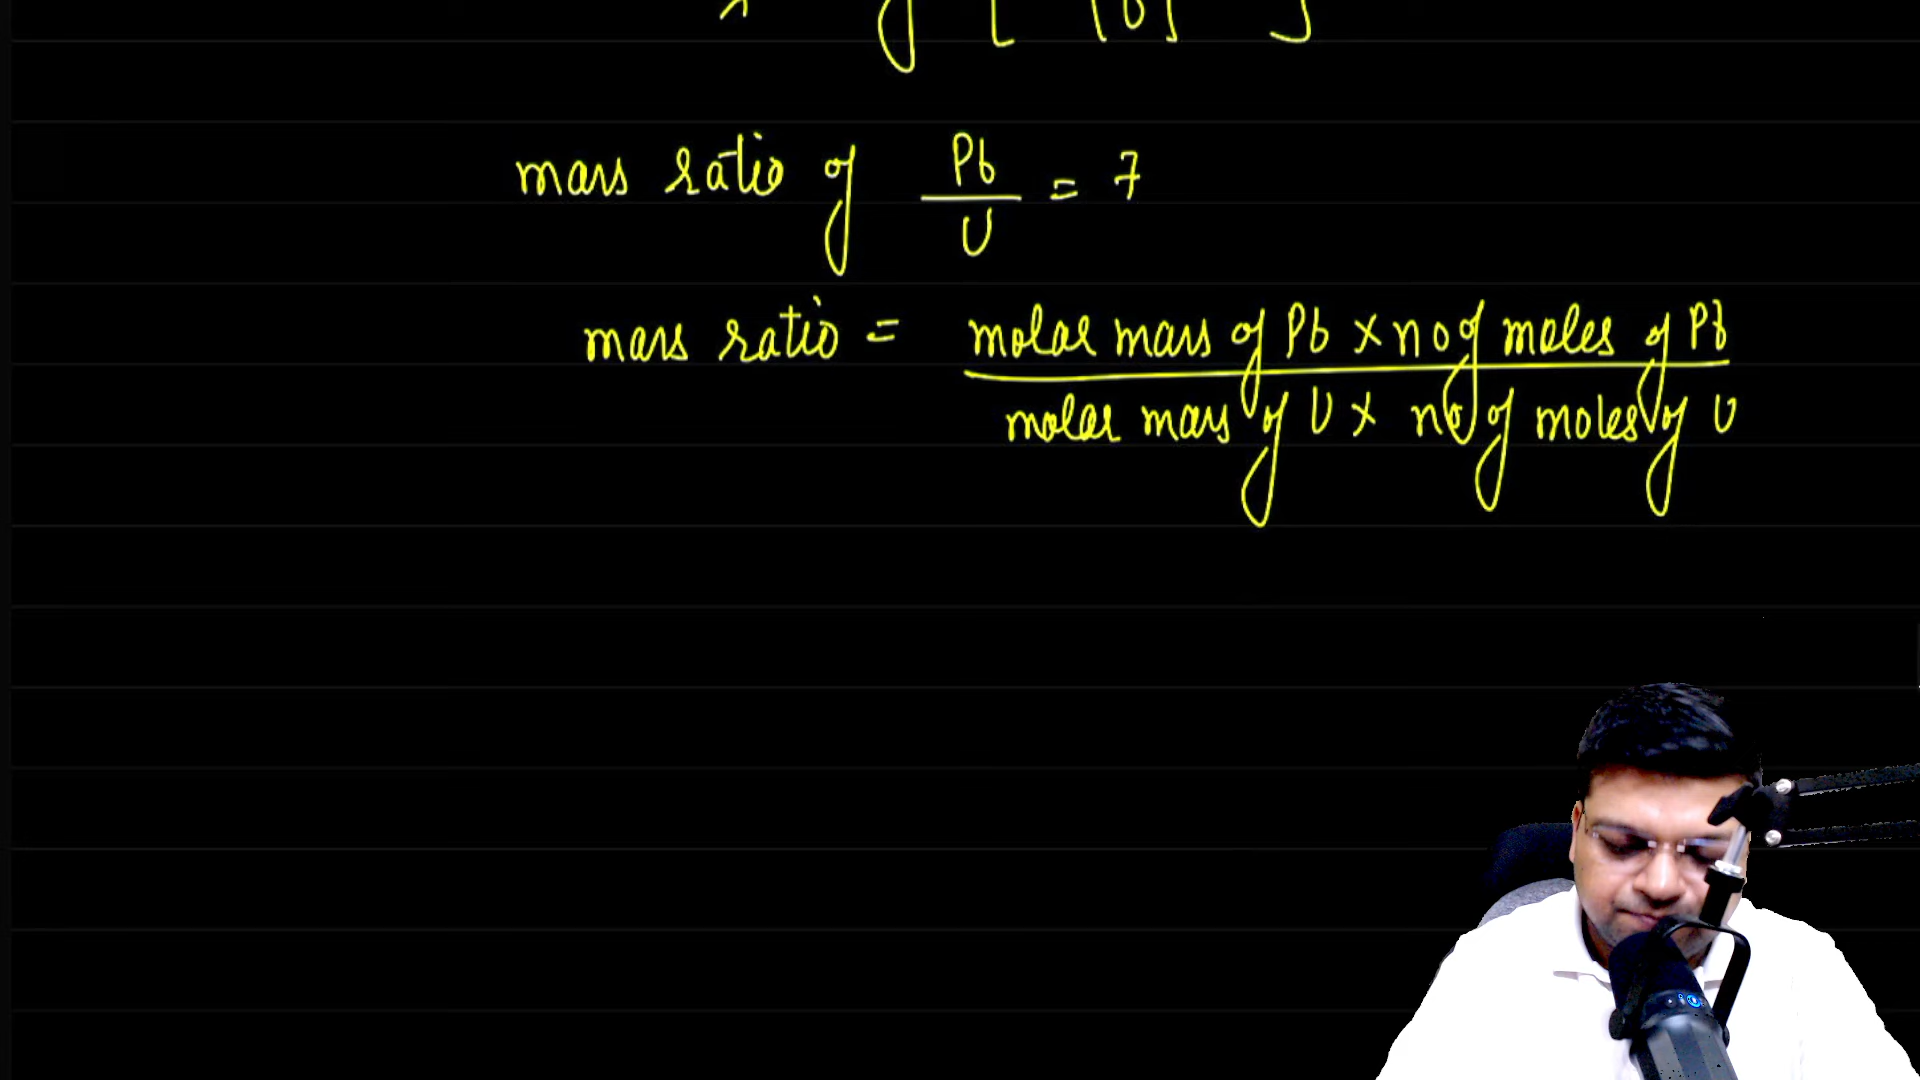 mass ratio of Pb / U = 7
mass ratio = molar mass of Pb × no of moles of Pb
molar mass of U × no of moles of U